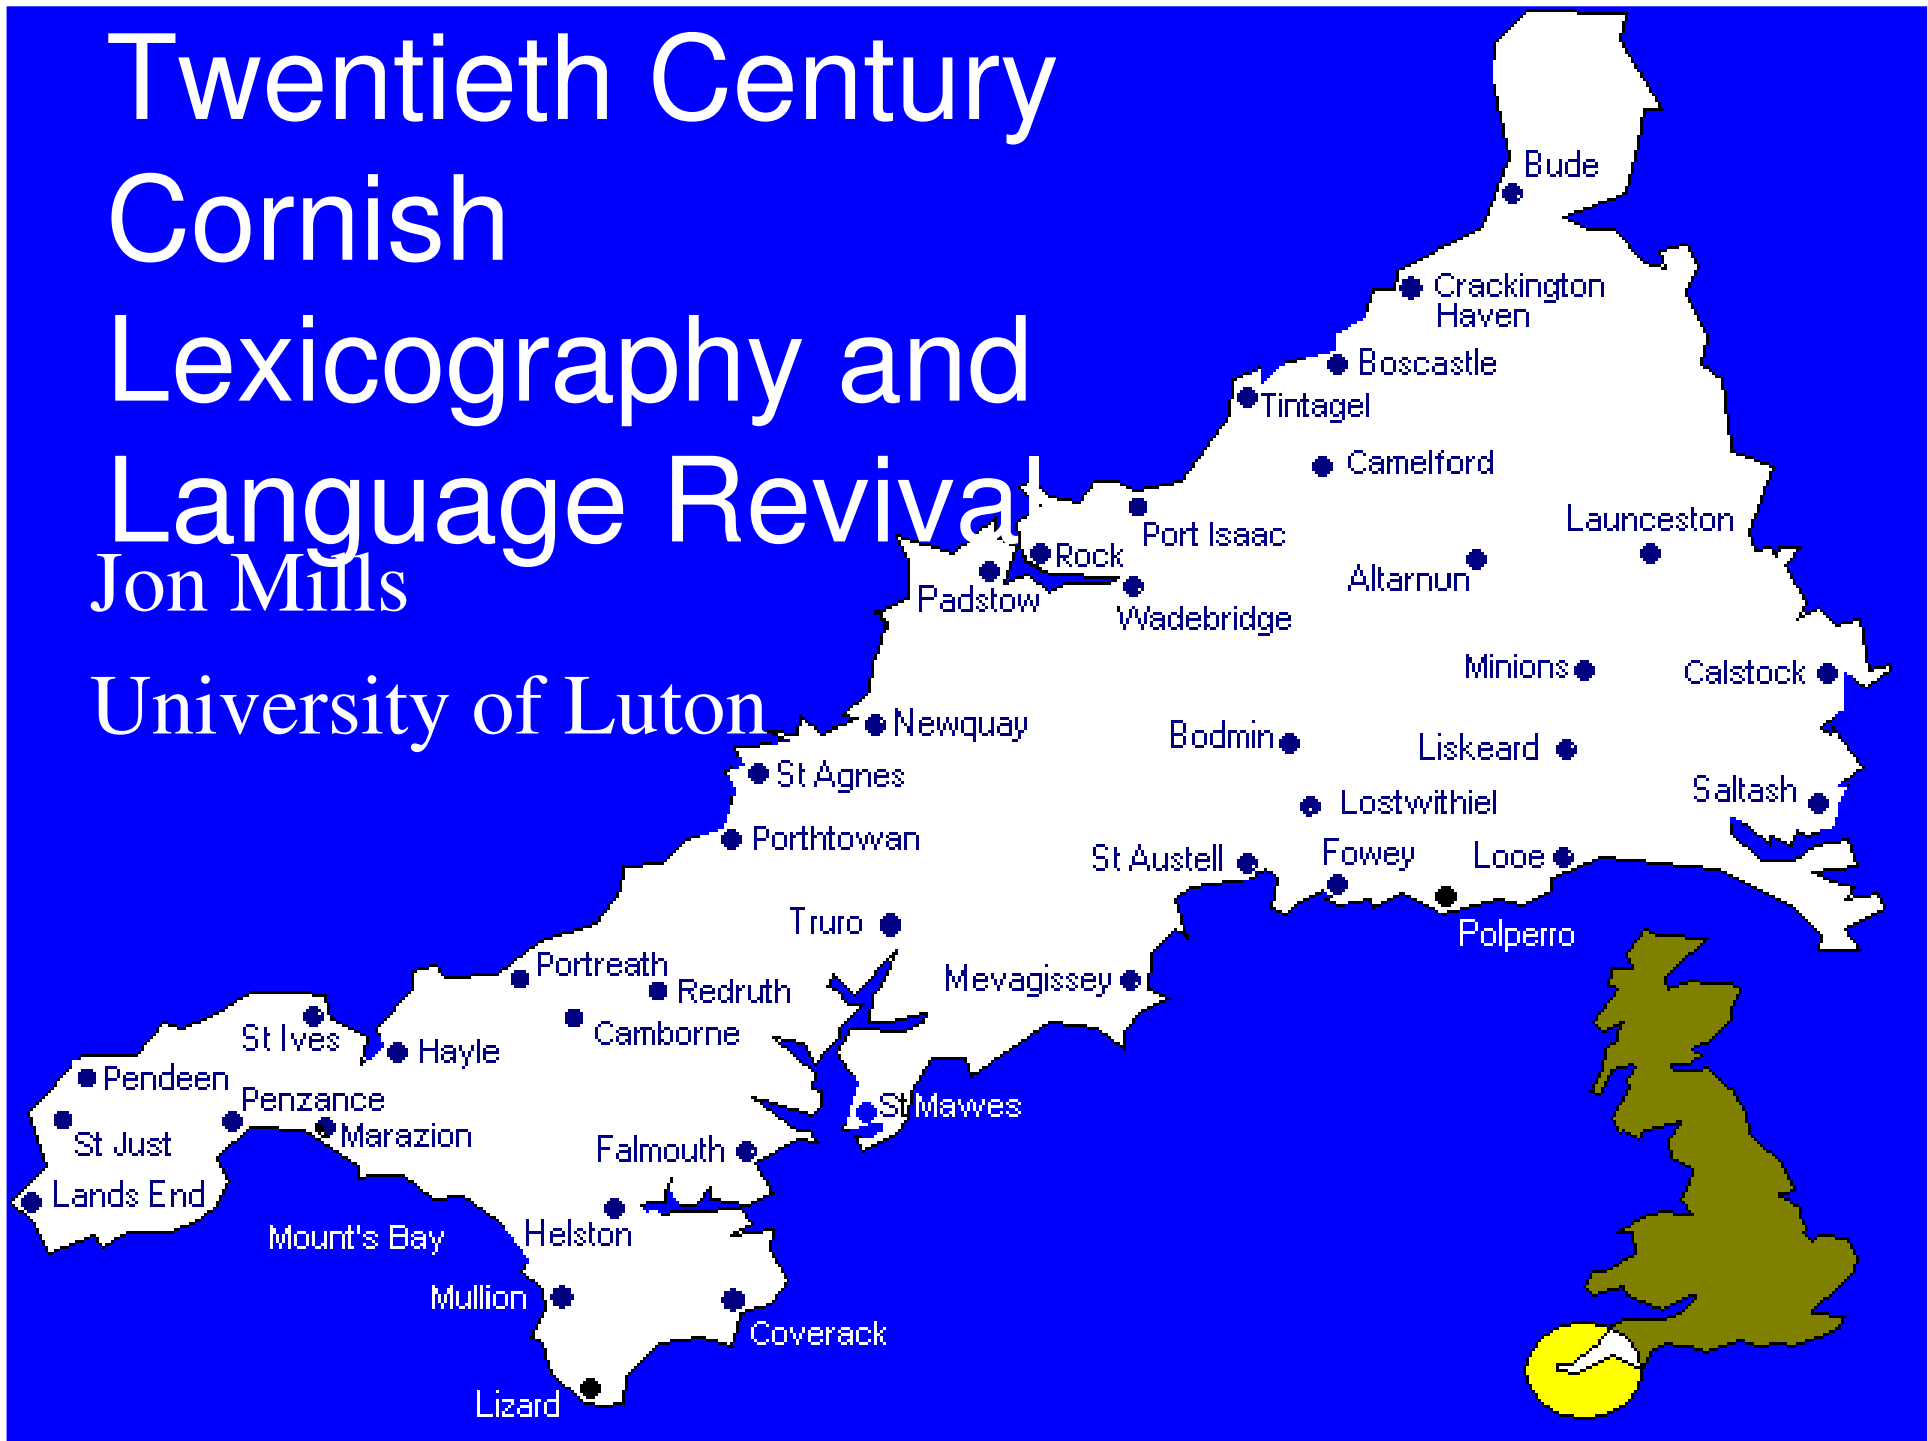 Twentieth Century
Cornish
Lexicography and
Language Revival
Jon Mills
University of Luton
Bude
Crackington
Haven
Boscastle
Tintagel
Camelford
Launceston
Port Isaac
Rock
Altarnun
Padstow
Wadebridge
Minions
Calstock
Newquay
Bodmin
Liskeard
St Agnes
Saltash
Lostwithiel
Porthtowan
St Austell
Fowey
Looe
Truro
Polperro
Portreath
Mevagissey
Redruth
St Ives
Camborne
Hayle
Pendeen
Penzance
St Mawes
St Just
Marazion
Falmouth
Lands End
Mount's Bay
Helston
Mullion
Coverack
Lizard